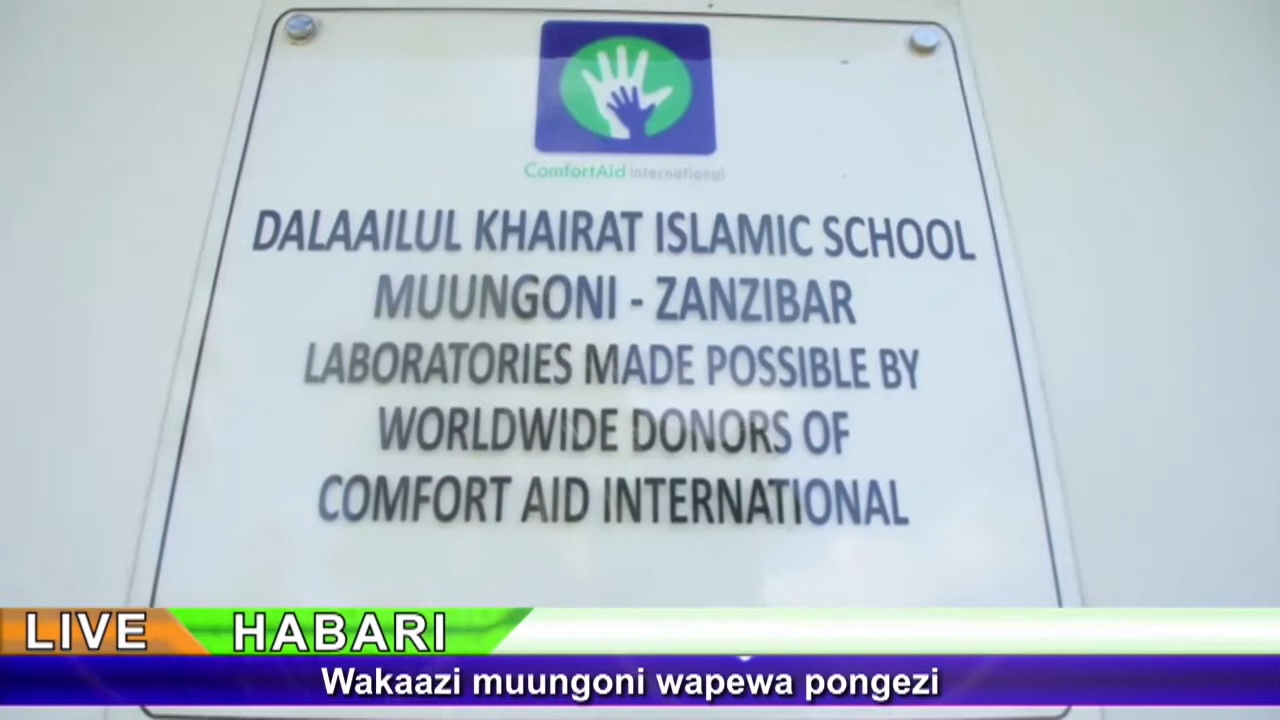 ComfortAid International
DALAAILUL KHAIRAT ISLAMIC SCHOOL
MUUNGONI - ZANZIBAR
LABORATORIES MADE POSSIBLE BY
WORLDWIDE DONORS OF
COMFORT AID INTERNATIONAL
LIVE HABARI
Wakaazi muungoni wapewa pongezi